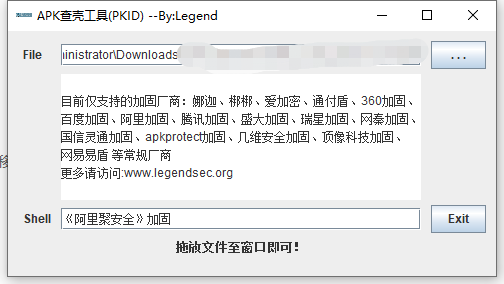 APK查壳工具(PKID) --By:Legend
File
inistrator\Downloads
...
目前仅支持的加固厂商：娜迦、梆梆、爱加密、通付盾、360加固、
百度加固、阿里加固、腾讯加固、盛大加固、瑞星加固、网秦加固、
国信灵通加固、apkprotect加固、几维安全加固、顶像科技加固、
网易易盾 等常规厂商
更多请访问:www.legendsec.org
Shell
《阿里聚安全》加固
Exit
拖放文件至窗口即可!